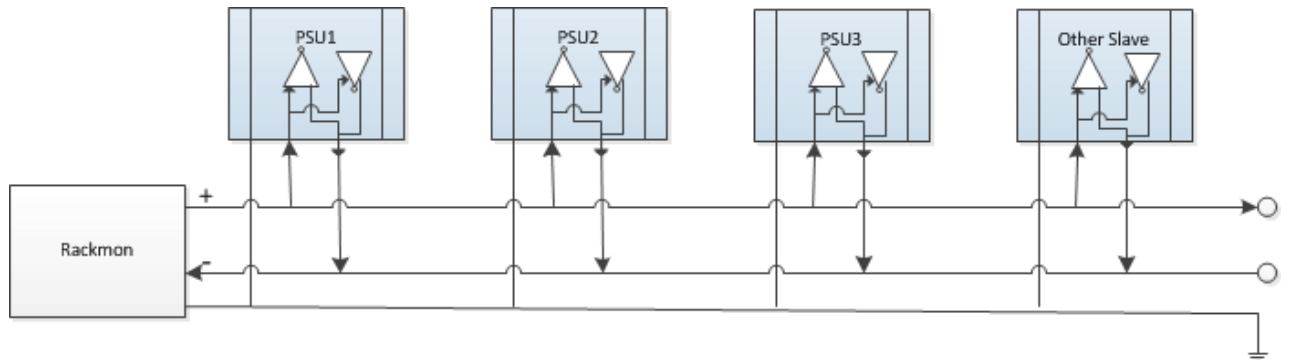 PSU1
PSU2
PSU3
Other Slave
+
-
Rackmon